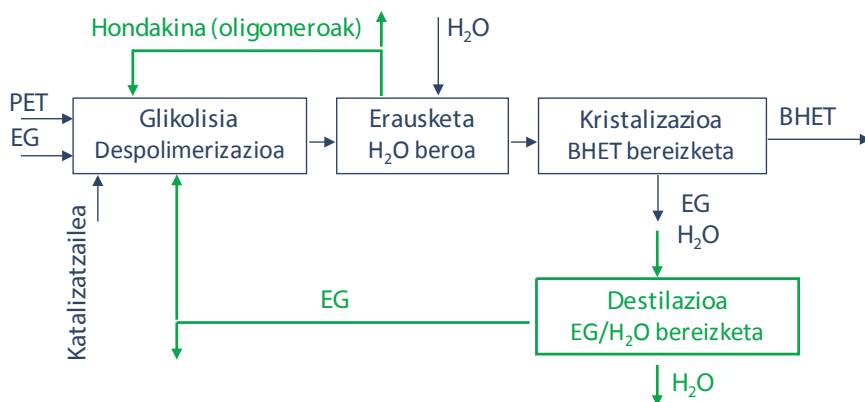 Hondakina (oligomeroak)
H₂O
PET
EG
Glikolisia
Despolimerizazioa
Erausketa
H₂O beroa
Kristalizazioa
BHET bereizketa
BHET
Katalizatzailea
EG
H₂O
EG
Destilazioa
EG/H₂O bereizketa
H₂O